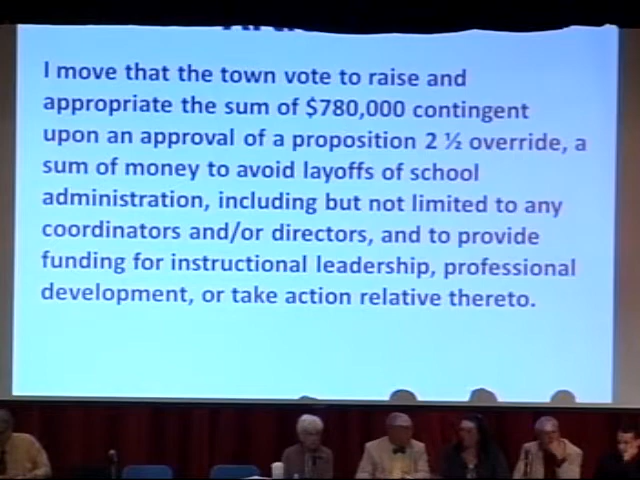 I move that the town vote to raise and
appropriate the sum of $780,000 contingent
upon an approval of a proposition 2 ½ override, a
sum of money to avoid layoffs of school
administration, including but not limited to any
coordinators and/or directors, and to provide
funding for instructional leadership, professional
development, or take action relative thereto.